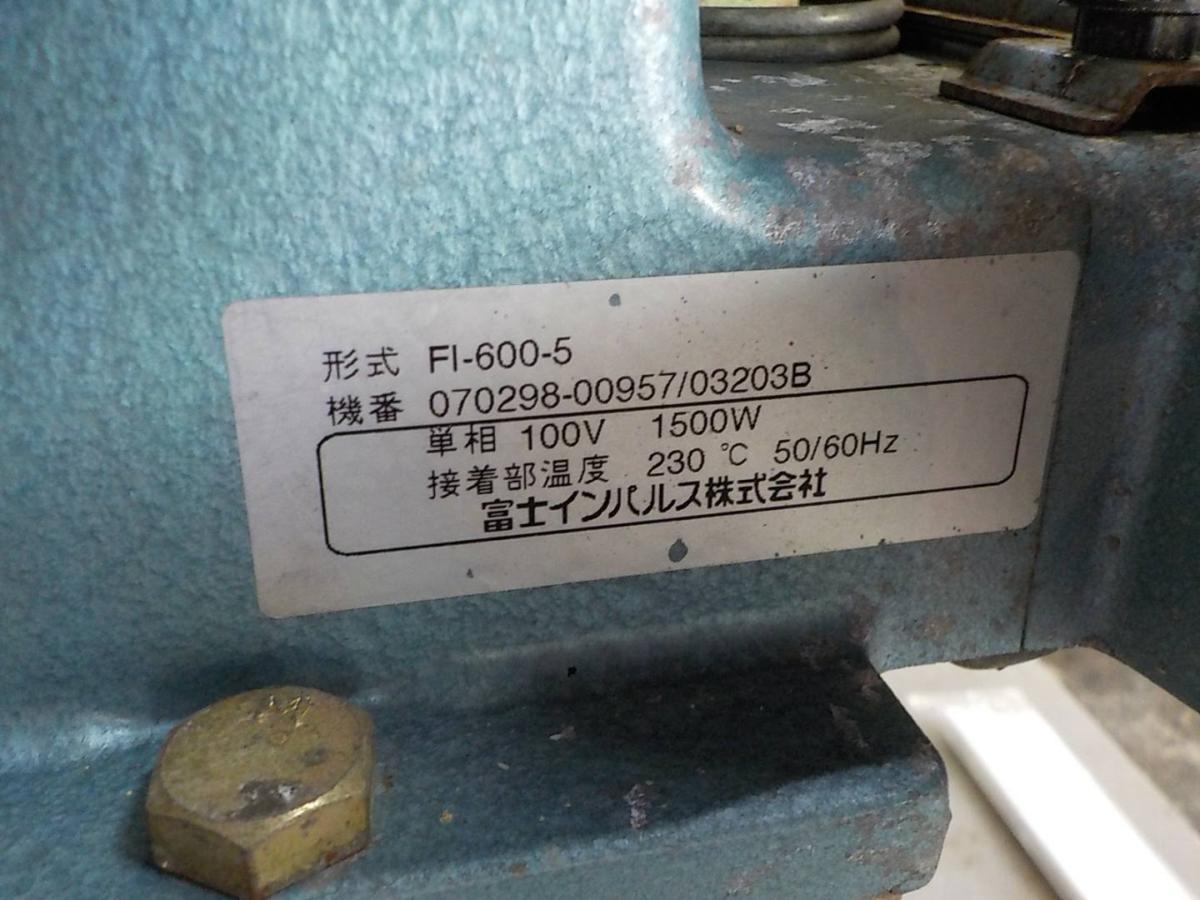 形式 FI-600-5
機番 070298-00957/03203B
単相 100V 1500W
接着部温度 230 ℃ 50/60Hz
富士インパルス株式会社